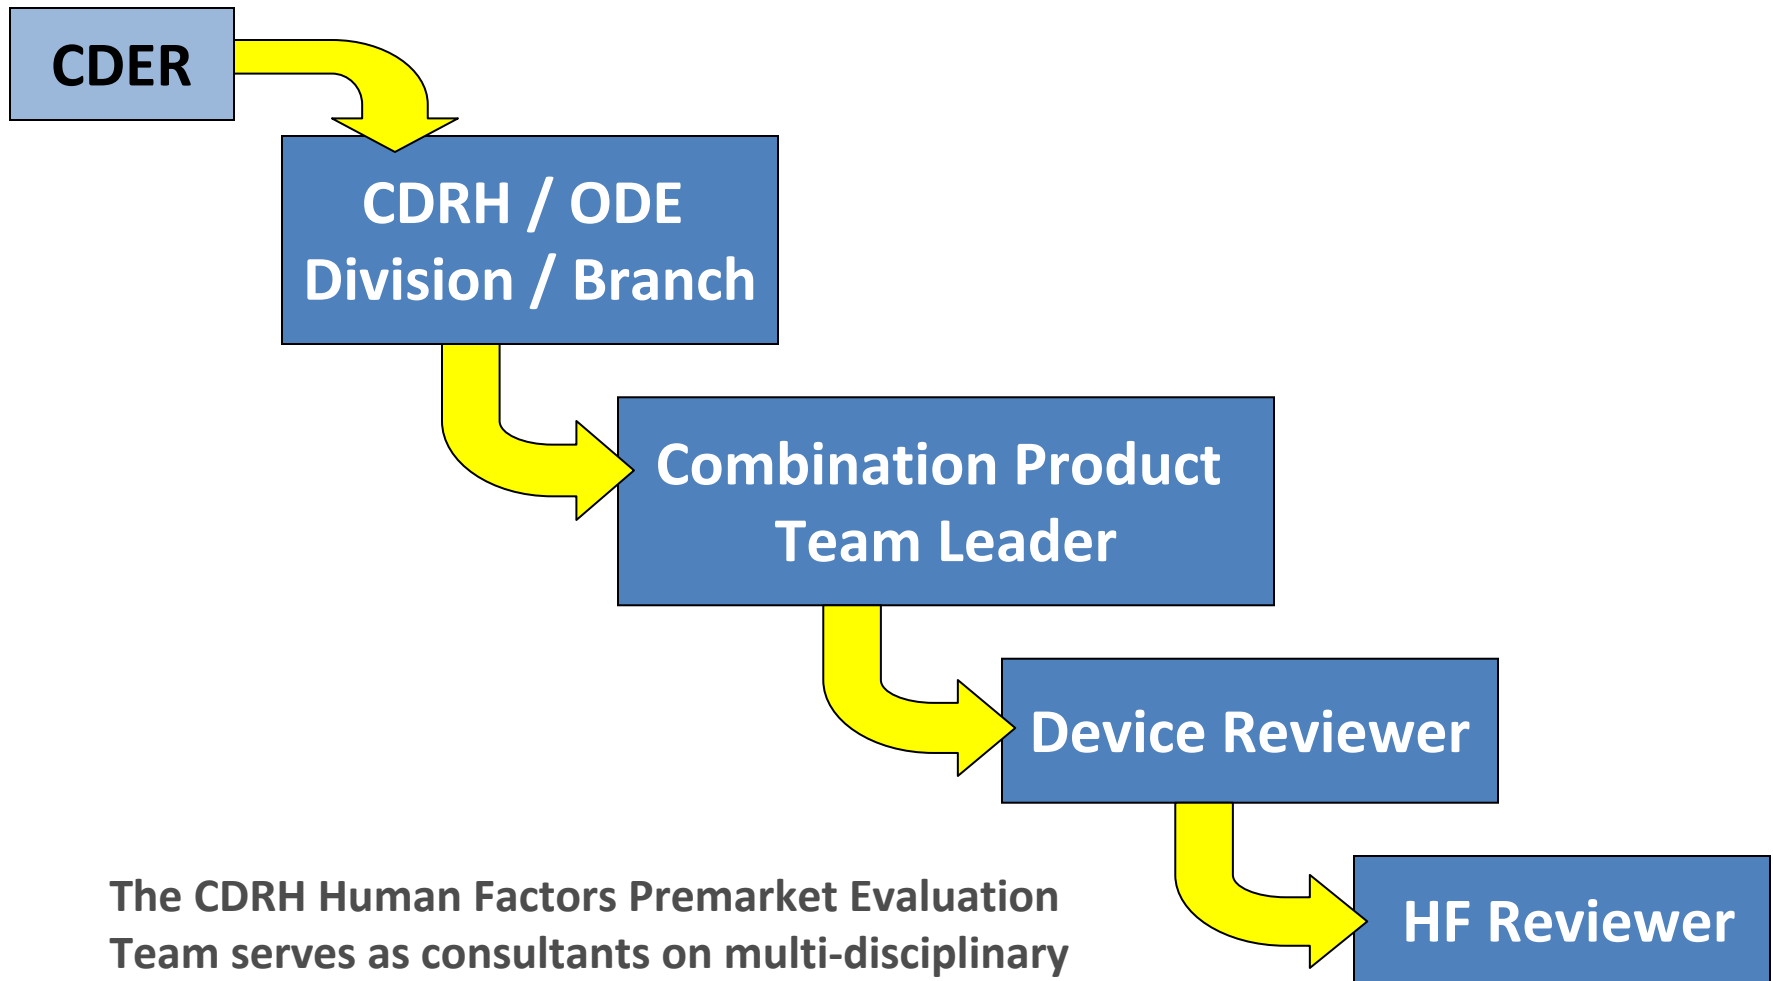 CDER
CDRH / ODE
Division / Branch
Combination Product
Team Leader
Device Reviewer
HF Reviewer
The CDRH Human Factors Premarket Evaluation
Team serves as consultants on multi-disciplinary